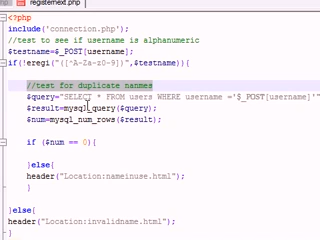 registernext.php
<?php
include('connection.php');
//test to see if username is alphanumeric
$testname=$_POST[username];
if(!eregi("([^A-Za-z0-9])",$testname)){
//test for duplicate nanmes
$query="SELECT * FROM users WHERE username ='$_POST[username]'"
$result=mysql_query($query);
$num=mysql_num_rows($result);
if ($num == 0){
}else{
header("Location:nameinuse.html");
}
}else{
header("Location:invalidname.html");
}